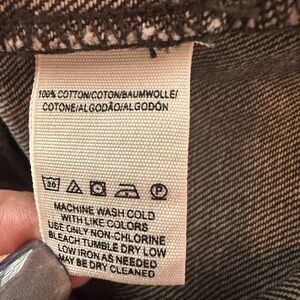 100% COTTON/COTON/BAUMWOLLE/
COTONE/ALGODÃO/ALGODÓN
30 P
MACHINE WASH COLD
WITH LIKE COLORS
USE ONLY NON-CHLORINE
BLEACH TUMBLE DRY LOW
LOW IRON AS NEEDED
MAY BE DRY CLEANED